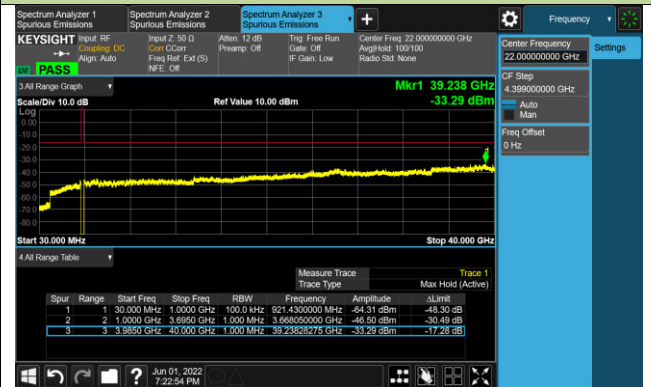 Spectrum Analyzer 1
Spurious Emissions
Spectrum Analyzer 2
Spurious Emissions
Spectrum Analyzer 3
Spurious Emissions
Frequency
KEYSIGHT
Input: RF
Coupling: DC
Align: Auto
Input Z: 50 Ω
Corr CCorr
Freq Ref: Ext (S)
NFE: Off
Atten: 12 dB
Preamp: Off
Trig: Free Run
Gate: Off
IF Gain: Low
Center Freq: 22.000000000 GHz
Avg|Hold: 100/100
Radio Std: None
PASS
Center Frequency
22.000000000 GHz
Settings
CF Step
4.399000000 GHz
Auto
Man
Freq Offset
0 Hz
3 All Range Graph
Mkr1 39.238 GHz
-33.29 dBm
Scale/Div 10.0 dB
Ref Value 10.00 dBm
Log
0.00
-10.0
-20.0
-30.0
-40.0
-50.0
-60.0
-70.0
-80.0
Start 30.000 MHz
Stop 40.000 GHz
4 All Range Table
Measure Trace Trace 1
Trace Type Max Hold (Active)
Spur Range Start Freq Stop Freq RBW Frequency Amplitude ΔLimit
1 1 30.000 MHz 1.0000 GHz 100.0 kHz 921.4300000 MHz -64.31 dBm -48.30 dB
2 2 1.0000 GHz 3.6950 GHz 1.000 MHz 3.668050000 GHz -46.50 dBm -30.49 dB
3 3 3.9850 GHz 40.000 GHz 1.000 MHz 39.23828275 GHz -33.29 dBm -17.28 dB
Jun 01, 2022
7:22:54 PM